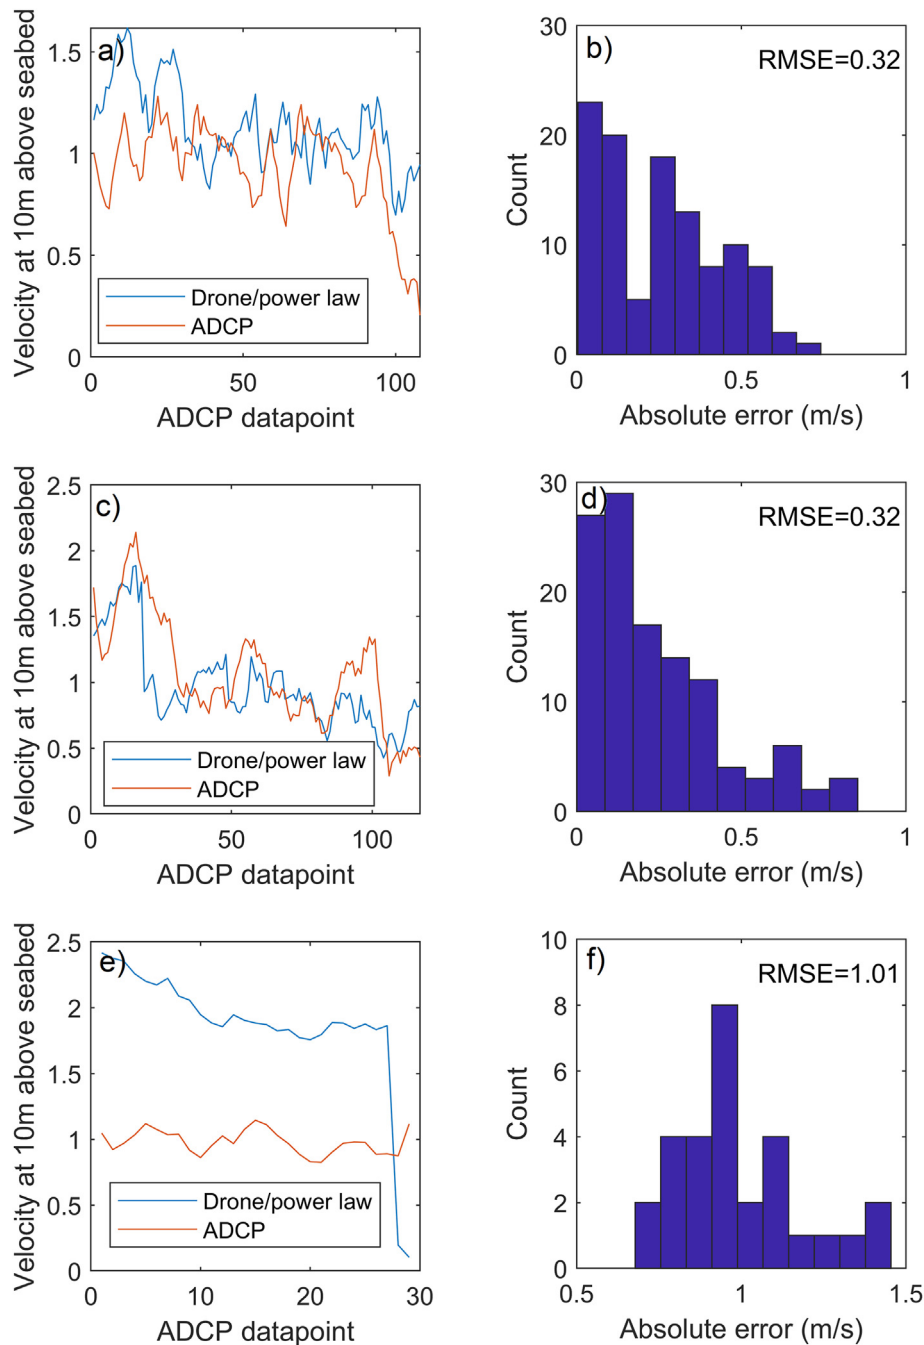 a)
Velocity at 10m above seabed
1.5
1
0.5
0
Drone/power law
ADCP
0 50 100
ADCP datapoint
b)
RMSE=0.32
Count
30
20
10
0
0 0.5 1
Absolute error (m/s)
c)
Velocity at 10m above seabed
2.5
2
1.5
1
0.5
0
Drone/power law
ADCP
0 50 100
ADCP datapoint
d)
RMSE=0.32
Count
30
20
10
0
0 0.5 1
Absolute error (m/s)
e)
Velocity at 10m above seabed
2.5
2
1.5
1
0.5
0
Drone/power law
ADCP
0 10 20 30
ADCP datapoint
f)
RMSE=1.01
Count
10
8
6
4
2
0
0.5 1 1.5
Absolute error (m/s)